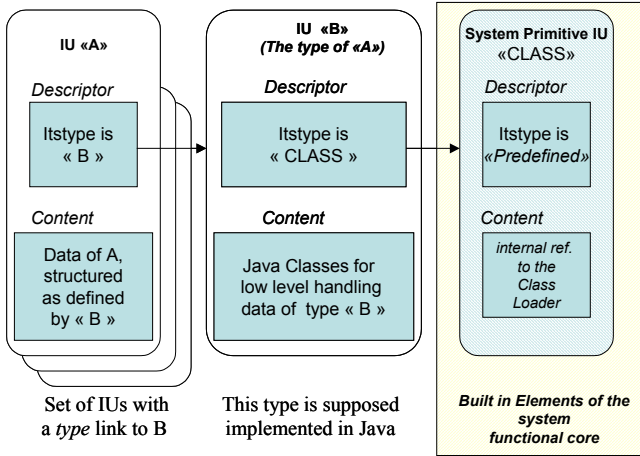 IU «A»
Descriptor
Itstype is
« B »
Content
Data of A,
structured
as defined
by « B »
Set of IUs with
a type link to B
IU «B»
(The type of «A»)
Descriptor
Itstype is
« CLASS »
Content
Java Classes for
low level handling
data of type « B »
This type is supposed
implemented in Java
System Primitive IU
«CLASS»
Descriptor
Itstype is
«Predefined»
Content
internal ref.
to the
Class
Loader
Built in Elements of the
system
functional core